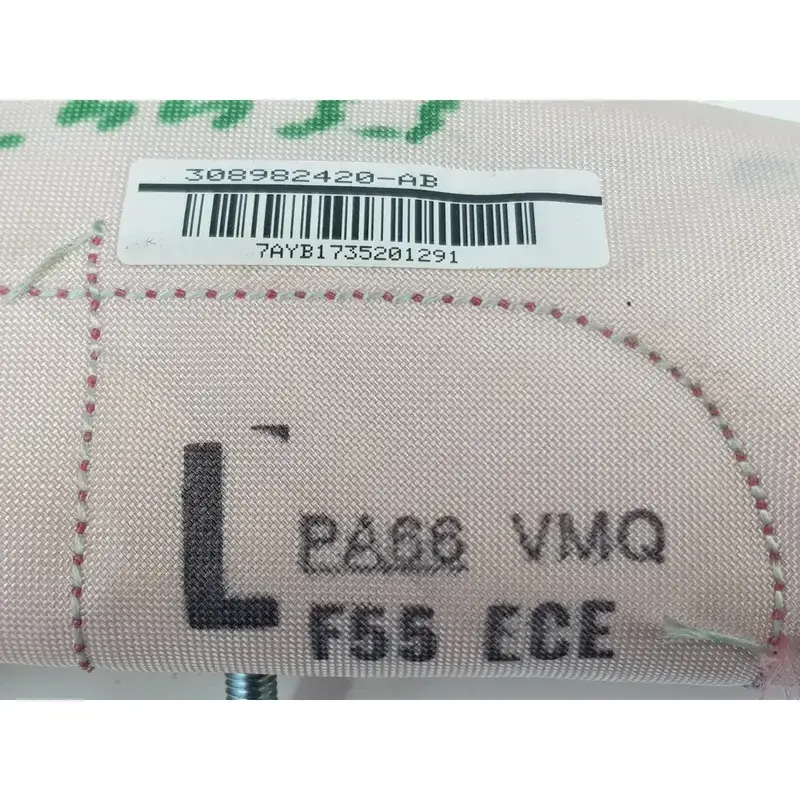 308982420-AB
7AYB1735201291
L
PA66 VMQ
F55 ECE